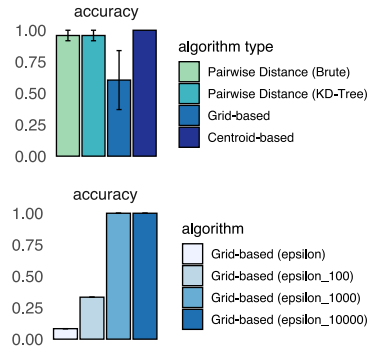 accuracy
1.00
0.75
0.50
0.25
0.00
algorithm type
Pairwise Distance (Brute)
Pairwise Distance (KD-Tree)
Grid-based
Centroid-based
accuracy
1.00
0.75
0.50
0.25
0.00
algorithm
Grid-based (epsilon)
Grid-based (epsilon_100)
Grid-based (epsilon_1000)
Grid-based (epsilon_10000)